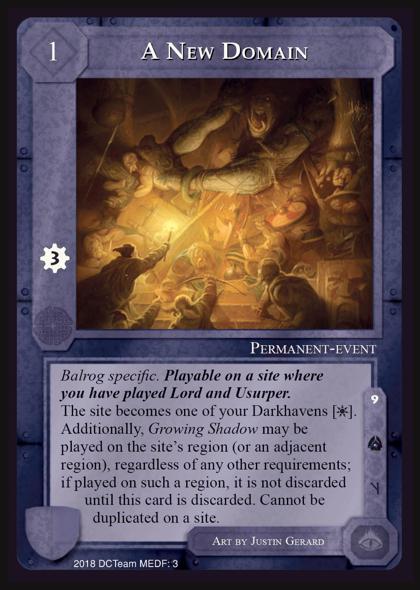 1
A New Domain
3
Permanent-event
Balrog specific. Playable on a site where
you have played Lord and Usurper.
The site becomes one of your Darkhavens [☀].
Additionally, Growing Shadow may be
played on the site's region (or an adjacent
region), regardless of any other requirements;
if played on such a region, it is not discarded
until this card is discarded. Cannot be
duplicated on a site.
9
Art by Justin Gerard
2018 DCTeam MEDF: 3